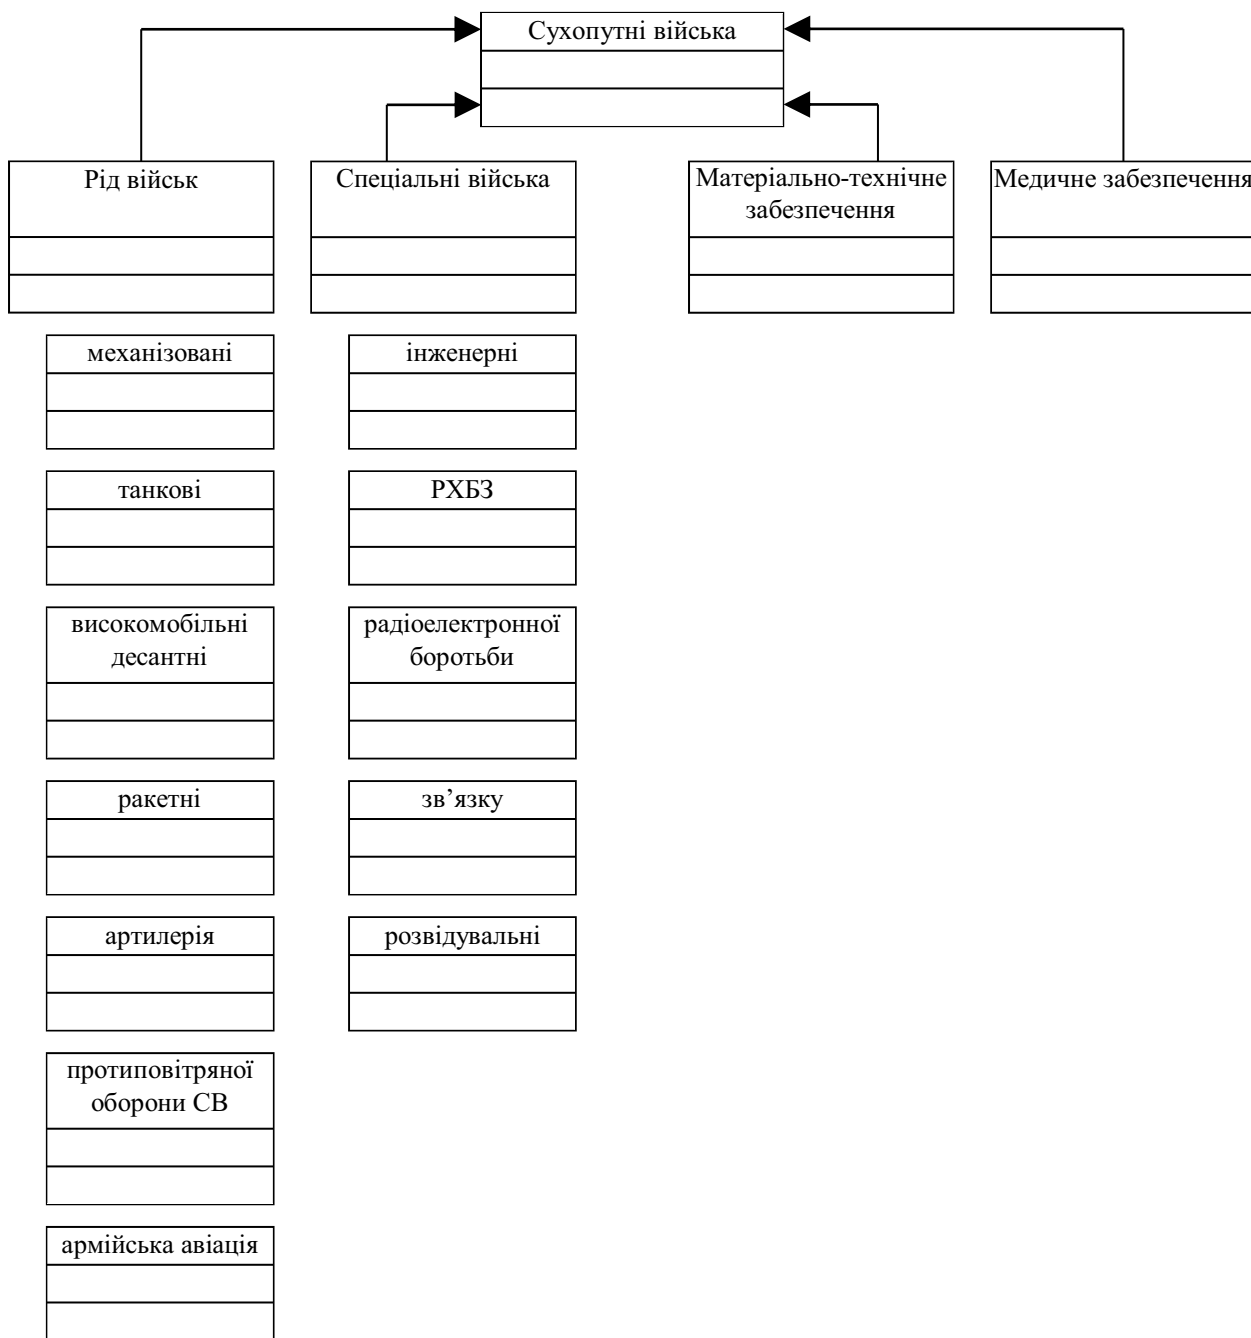 Сухопутні війська
Рід військ
Спеціальні війська
Матеріально-технічне
забезпечення
Медичне забезпечення
механізовані
інженерні
танкові
РХБЗ
високомобільні
десантні
радіоелектронної
боротьби
ракетні
зв’язку
артилерія
розвідувальні
протиповітряної
оборони СВ
армійська авіація